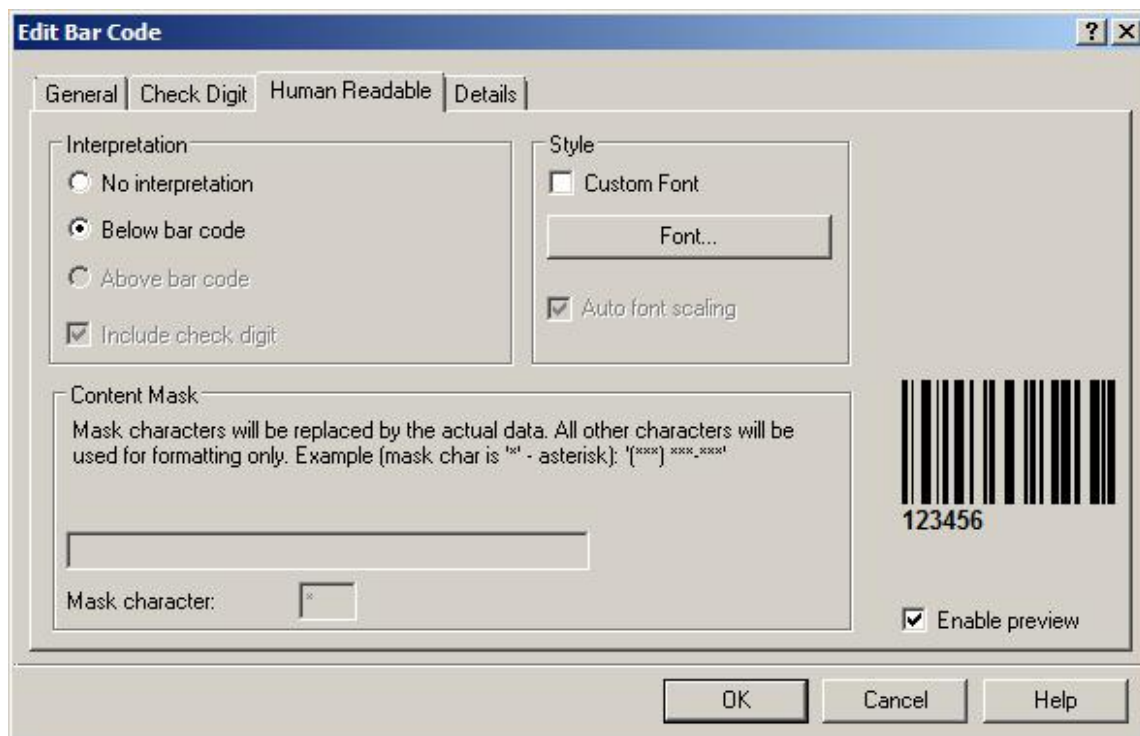 Edit Bar Code
General
Check Digit
Human Readable
Details
Interpretation
No interpretation
Below bar code
Above bar code
Include check digit
Style
Custom Font
Font...
Auto font scaling
Content Mask
Mask characters will be replaced by the actual data. All other characters will be
used for formatting only. Example (mask char is '*' - asterisk): '(***) ***-***'
Mask character:
*
123456
Enable preview
OK
Cancel
Help